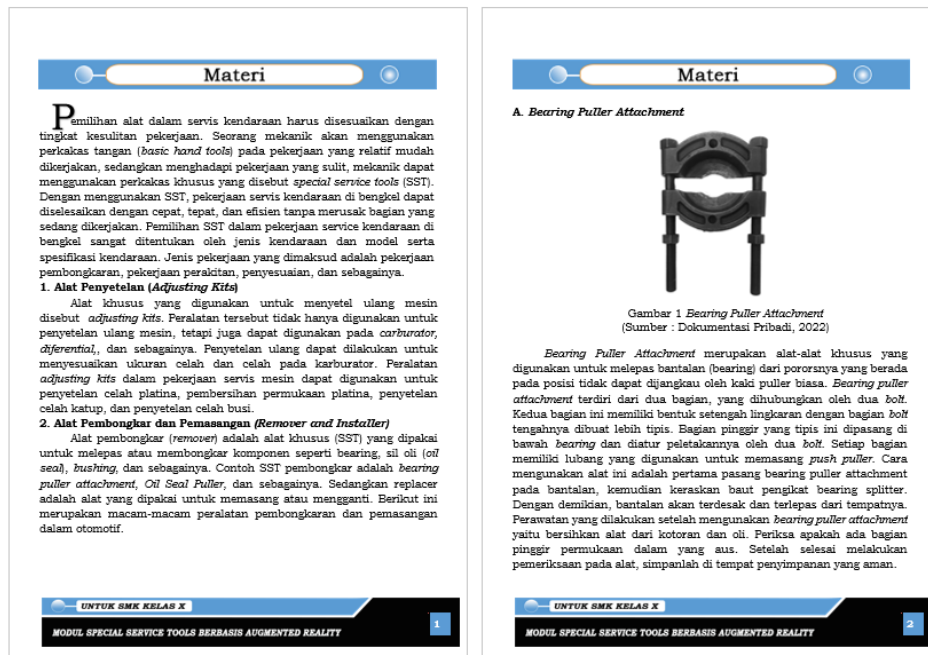 Materi
Pemilihan alat dalam servis kendaraan harus disesuaikan dengan
tingkat kesulitan pekerjaan. Seorang mekanik akan menggunakan
perkakas tangan (basic hand tools) pada pekerjaan yang relatif mudah
dikerjakan, sedangkan menghadapi pekerjaan yang sulit, mekanik dapat
menggunakan perkakas khusus yang disebut special service tools (SST).
Dengan menggunakan SST, pekerjaan servis kendaraan di bengkel dapat
diselesaikan dengan cepat, tepat, dan efisien tanpa merusak bagian yang
sedang dikerjakan. Pemilihan SST dalam pekerjaan service kendaraan di
bengkel sangat ditentukan oleh jenis kendaraan dan model serta
spesifikasi kendaraan. Jenis pekerjaan yang dimaksud adalah pekerjaan
pembongkaran, pekerjaan perakitan, penyesuaian, dan sebagainya.
1. Alat Penyetelan (Adjusting Kits)
Alat khusus yang digunakan untuk menyetel ulang mesin
disebut adjusting kits. Peralatan tersebut tidak hanya digunakan untuk
penyetelan ulang mesin, tetapi juga dapat digunakan pada carburator,
diferential,, dan sebagainya. Penyetelan ulang dapat dilakukan untuk
menyesuaikan ukuran celah dan celah pada karburator. Peralatan
adjusting kits dalam pekerjaan servis mesin dapat digunakan untuk
penyetelan celah platina, pembersihan permukaan platina, penyetelan
celah katup, dan penyetelan celah busi.
2. Alat Pembongkar dan Pemasangan (Remover and Installer)
Alat pembongkar (remover) adalah alat khusus (SST) yang dipakai
untuk melepas atau membongkar komponen seperti bearing, sil oli (oil
seal), bushing, dan sebagainya. Contoh SST pembongkar adalah bearing
puller attachment, Oil Seal Puller, dan sebagainya. Sedangkan replacer
adalah alat yang dipakai untuk memasang atau mengganti. Berikut ini
merupakan macam-macam peralatan pembongkaran dan pemasangan
dalam otomotif.
UNTUK SMK KELAS X
MODUL SPECIAL SERVICE TOOLS BERBASIS AUGMENTED REALITY
1
Materi
A. Bearing Puller Attachment
Gambar 1 Bearing Puller Attachment
(Sumber : Dokumentasi Pribadi, 2022)
Bearing Puller Attachment merupakan alat-alat khusus yang
digunakan untuk melepas bantalan (bearing) dari pororsnya yang berada
pada posisi tidak dapat dijangkau oleh kaki puller biasa. Bearing puller
attachment terdiri dari dua bagian, yang dihubungkan oleh dua bolt.
Kedua bagian ini memiliki bentuk setengah lingkaran dengan bagian bolt
tengahnya dibuat lebih tipis. Bagian pinggir yang tipis ini dipasang di
bawah bearing dan diatur peletakannya oleh dua bolt. Setiap bagian
memiliki lubang yang digunakan untuk memasang push puller. Cara
mengunakan alat ini adalah pertama pasang bearing puller attachment
pada bantalan, kemudian keraskan baut pengikat bearing splitter.
Dengan demikian, bantalan akan terdesak dan terlepas dari tempatnya.
Perawatan yang dilakukan setelah mengunakan bearing puller attachment
yaitu bersihkan alat dari kotoran dan oli. Periksa apakah ada bagian
pinggir permukaan dalam yang aus. Setelah selesai melakukan
pemeriksaan pada alat, simpanlah di tempat penyimpanan yang aman.
UNTUK SMK KELAS X
MODUL SPECIAL SERVICE TOOLS BERBASIS AUGMENTED REALITY
2